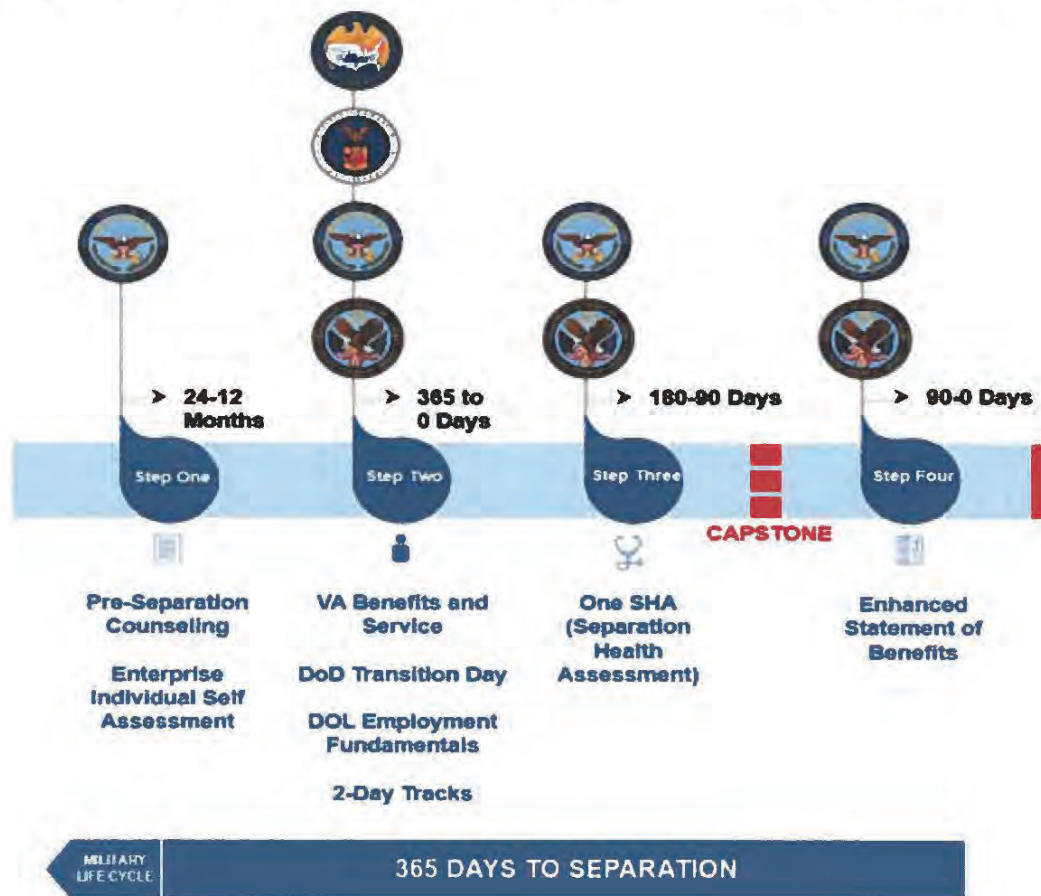 24-12
Months
365 to
0 Days
180-90 Days
90-0 Days
Step One
Step Two
Step Three
Step Four
CAPSTONE
Pre-Separation
Counseling
Enterprise
Individual Self
Assessment
VA Benefits and
Service
DoD Transition Day
DOL Employment
Fundamentals
2-Day Tracks
One SHA
(Separation
Health
Assessment)
Enhanced
Statement of
Benefits
MILITARY
LIFE CYCLE
365 DAYS TO SEPARATION